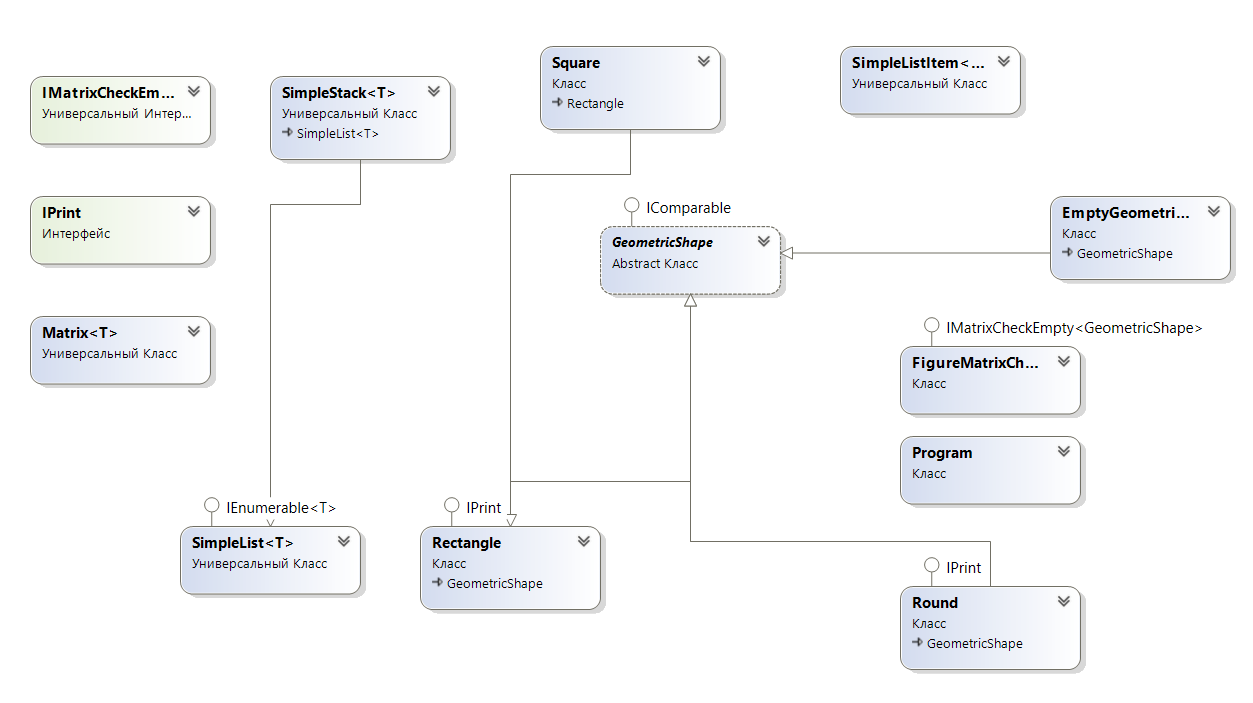 IMatrixCheckEm...
Универсальный Интер...
SimpleStack<T>
Универсальный Класс
SimpleList<T>
Square
Класс
Rectangle
SimpleListItem<...
Универсальный Класс
IPrint
Интерфейс
IComparable
GeometricShape
Abstract Класс
EmptyGeometri...
Класс
GeometricShape
Matrix<T>
Универсальный Класс
IMatrixCheckEmpty<GeometricShape>
FigureMatrixCh...
Класс
Program
Класс
IEnumerable<T>
SimpleList<T>
Универсальный Класс
IPrint
Rectangle
Класс
GeometricShape
IPrint
Round
Класс
GeometricShape